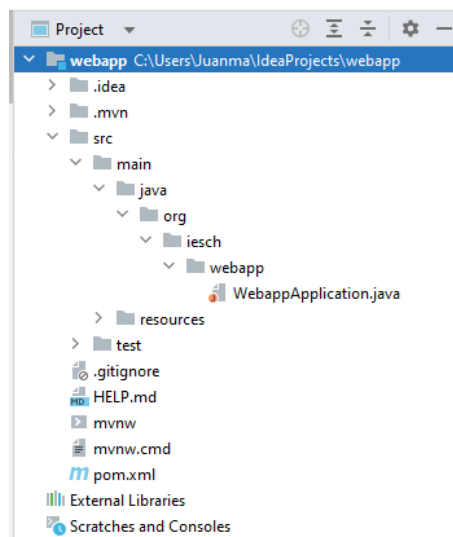 Project
webapp C:\Users\Juanma\IdeaProjects\webapp
.idea
.mvn
src
main
java
org
iesch
webapp
WebappApplication.java
resources
test
.gitignore
MD HELP.md
mvnw
mvnw.cmd
m pom.xml
External Libraries
Scratches and Consoles